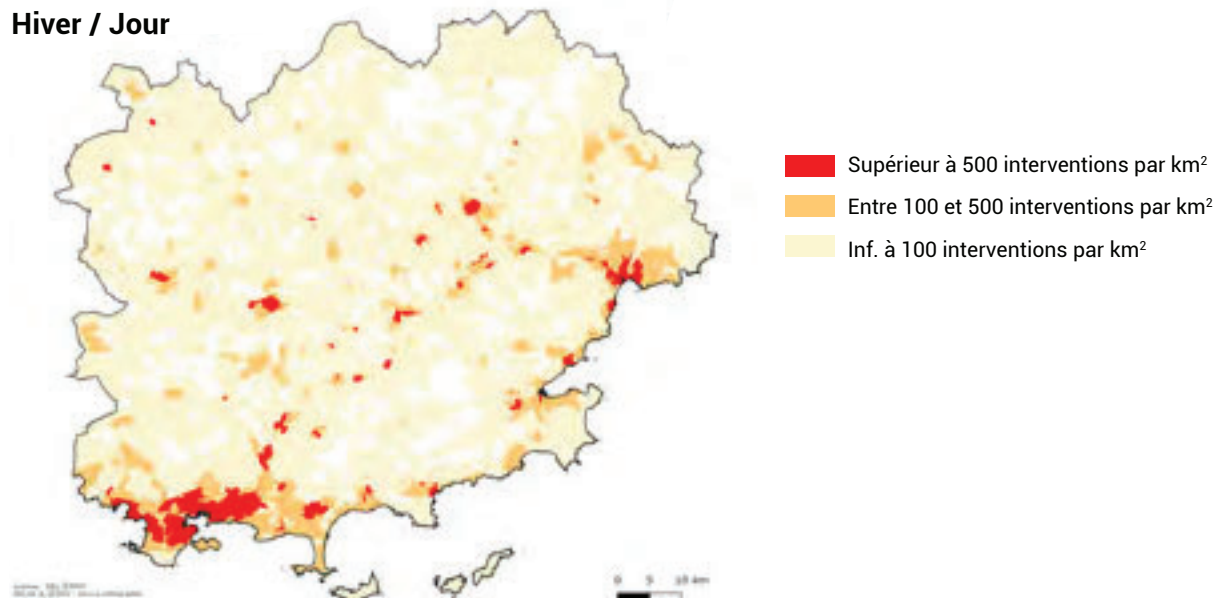 Hiver / Jour
Supérieur à 500 interventions par km²
Entre 100 et 500 interventions par km²
Inf. à 100 interventions par km²
0 5 10 km